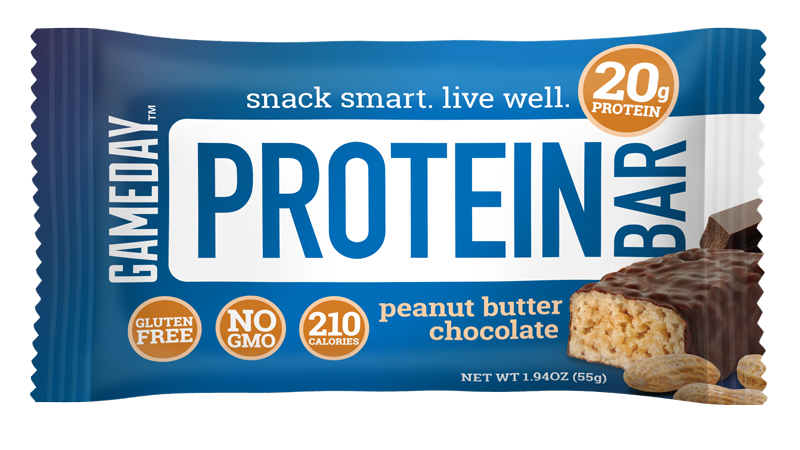 GAMEDAY™
snack smart. live well.
20g
PROTEIN
PROTEIN
BAR
GLUTEN
FREE
NO
GMO
210
CALORIES
peanut butter
chocolate
NET WT 1.94OZ (55g)